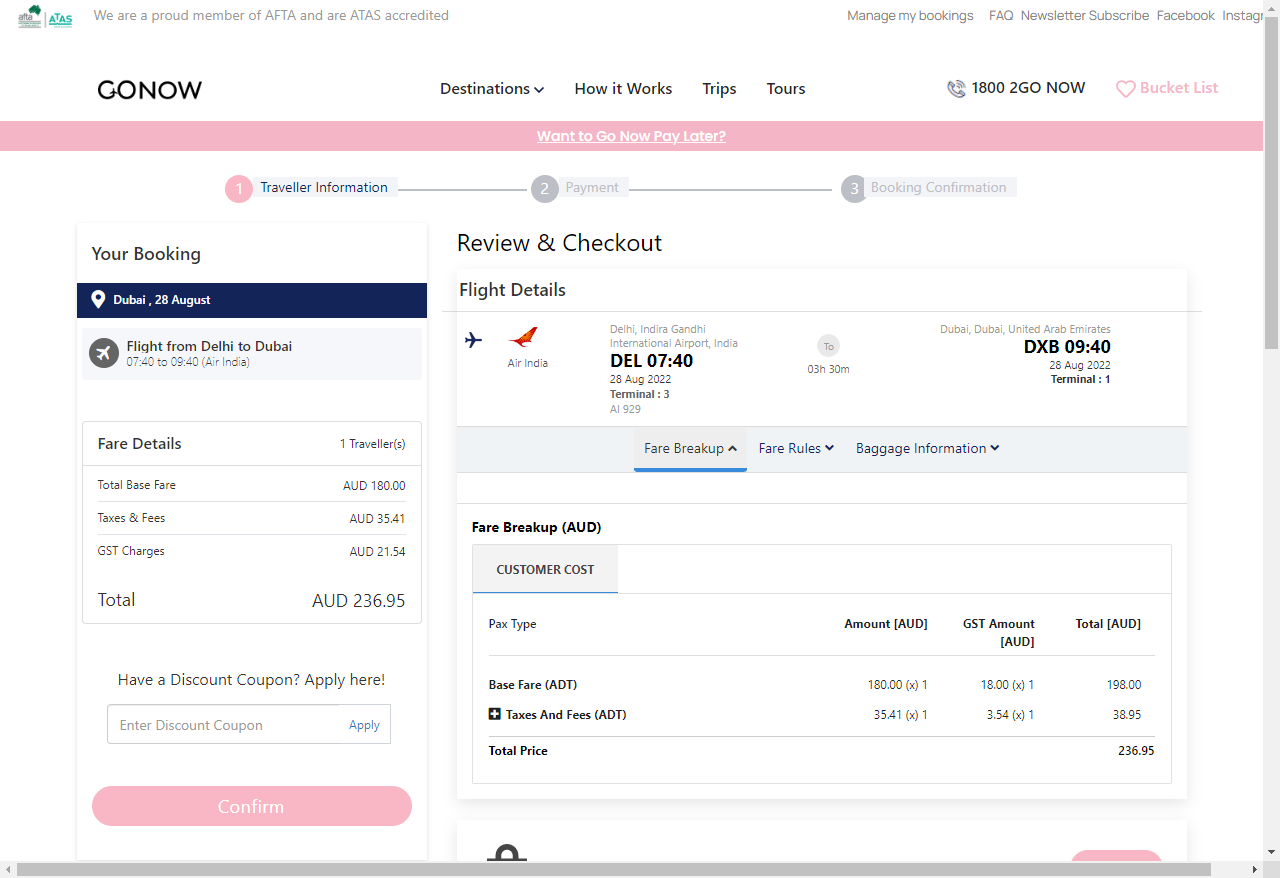 afta ATAS We are a proud member of AFTA and are ATAS accredited
Manage my bookings FAQ Newsletter Subscribe Facebook Instagr
GONOW
Destinations How it Works Trips Tours
1800 2GO NOW Bucket List
Want to Go Now Pay Later?
1 Traveller Information 2 Payment 3 Booking Confirmation
Your Booking
Dubai , 28 August
Flight from Delhi to Dubai
07:40 to 09:40 (Air India)
Fare Details 1 Traveller(s)
Total Base Fare AUD 180.00
Taxes & Fees AUD 35.41
GST Charges AUD 21.54
Total AUD 236.95
Have a Discount Coupon? Apply here!
Enter Discount Coupon Apply
Confirm
Review & Checkout
Flight Details
Air India
Delhi, Indira Gandhi
International Airport, India
DEL 07:40
28 Aug 2022
Terminal : 3
AI 929
To
03h 30m
Dubai, Dubai, United Arab Emirates
DXB 09:40
28 Aug 2022
Terminal : 1
Fare Breakup Fare Rules Baggage Information
Fare Breakup (AUD)
CUSTOMER COST
Pax Type Amount [AUD] GST Amount [AUD] Total [AUD]
Base Fare (ADT) 180.00 (x) 1 18.00 (x) 1 198.00
Taxes And Fees (ADT) 35.41 (x) 1 3.54 (x) 1 38.95
Total Price 236.95